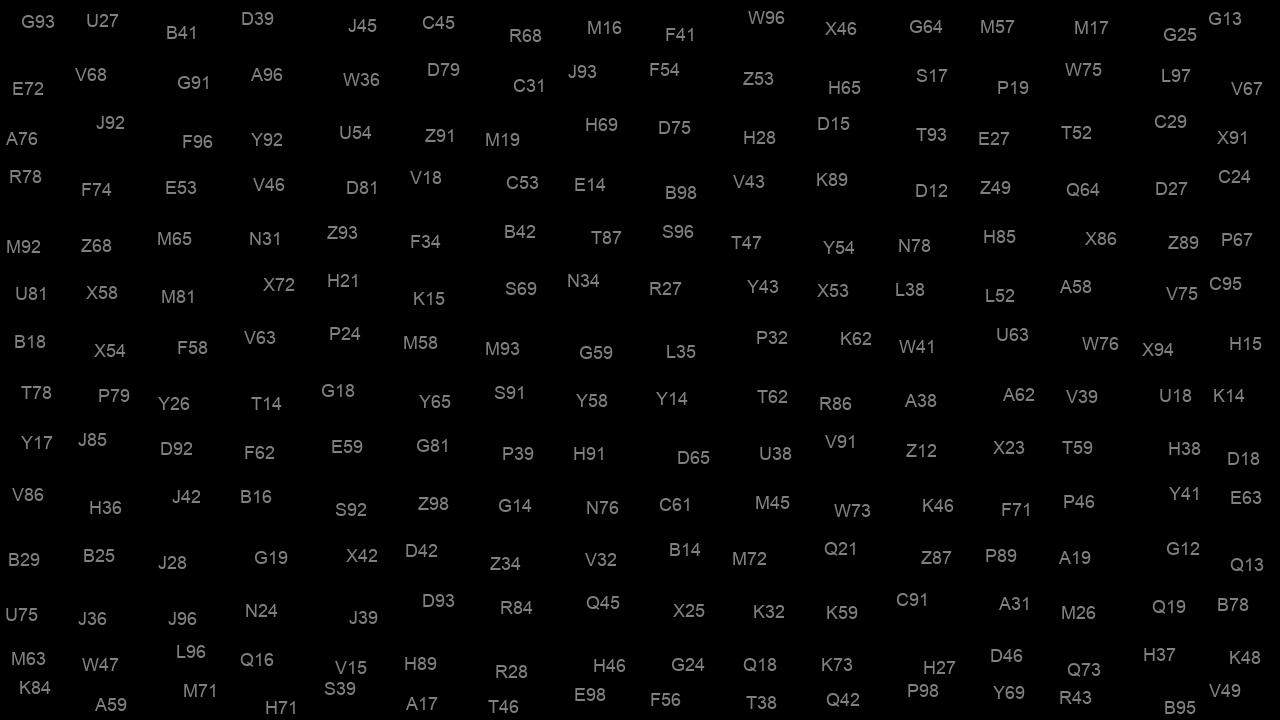 G93 U27 B41 D39 J45 C45 R68 M16 F41 W96 X46 G64 M57 M17 G25 G13
E72 V68 G91 A96 W36 D79 C31 J93 F54 Z53 H65 S17 P19 W75 L97 V67
A76 J92 F96 Y92 U54 Z91 M19 H69 D75 H28 D15 T93 E27 T52 C29 X91
R78 F74 E53 V46 D81 V18 C53 E14 B98 V43 K89 D12 Z49 Q64 D27 C24
M92 Z68 M65 N31 Z93 F34 B42 T87 S96 T47 Y54 N78 H85 X86 Z89 P67
U81 X58 M81 X72 H21 K15 S69 N34 R27 Y43 X53 L38 L52 A58 V75 C95
B18 X54 F58 V63 P24 M58 M93 G59 L35 P32 K62 W41 U63 W76 X94 H15
T78 P79 Y26 T14 G18 Y65 S91 Y58 Y14 T62 R86 A38 A62 V39 U18 K14
Y17 J85 D92 F62 E59 G81 P39 H91 D65 U38 V91 Z12 X23 T59 H38 D18
V86 H36 J42 B16 S92 Z98 G14 N76 C61 M45 W73 K46 F71 P46 Y41 E63
B29 B25 J28 G19 X42 D42 Z34 V32 B14 M72 Q21 Z87 P89 A19 G12 Q13
U75 J36 J96 N24 J39 D93 R84 Q45 X25 K32 K59 C91 A31 M26 Q19 B78
M63 W47 L96 Q16 V15 H89 R28 H46 G24 Q18 K73 H27 D46 Q73 H37 K48
K84 A59 M71 H71 S39 A17 T46 E98 F56 T38 Q42 P98 Y69 R43 B95 V49